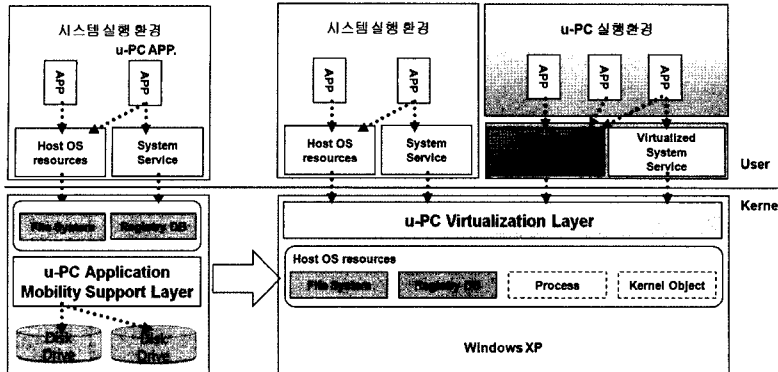 시스템 실행 환경
u-PC APP.
APP
APP
Host OS resources
System Service
File System
Registry DB
u-PC Application Mobility Support Layer
Disk Drive
Disk Drive
시스템 실행 환경
APP
APP
Host OS resources
System Service
u-PC 실행환경
APP
APP
APP
Virtualized System Service
User
Kerne
u-PC Virtualization Layer
Host OS resources
File System
Registry DB
Process
Kernel Object
Windows XP